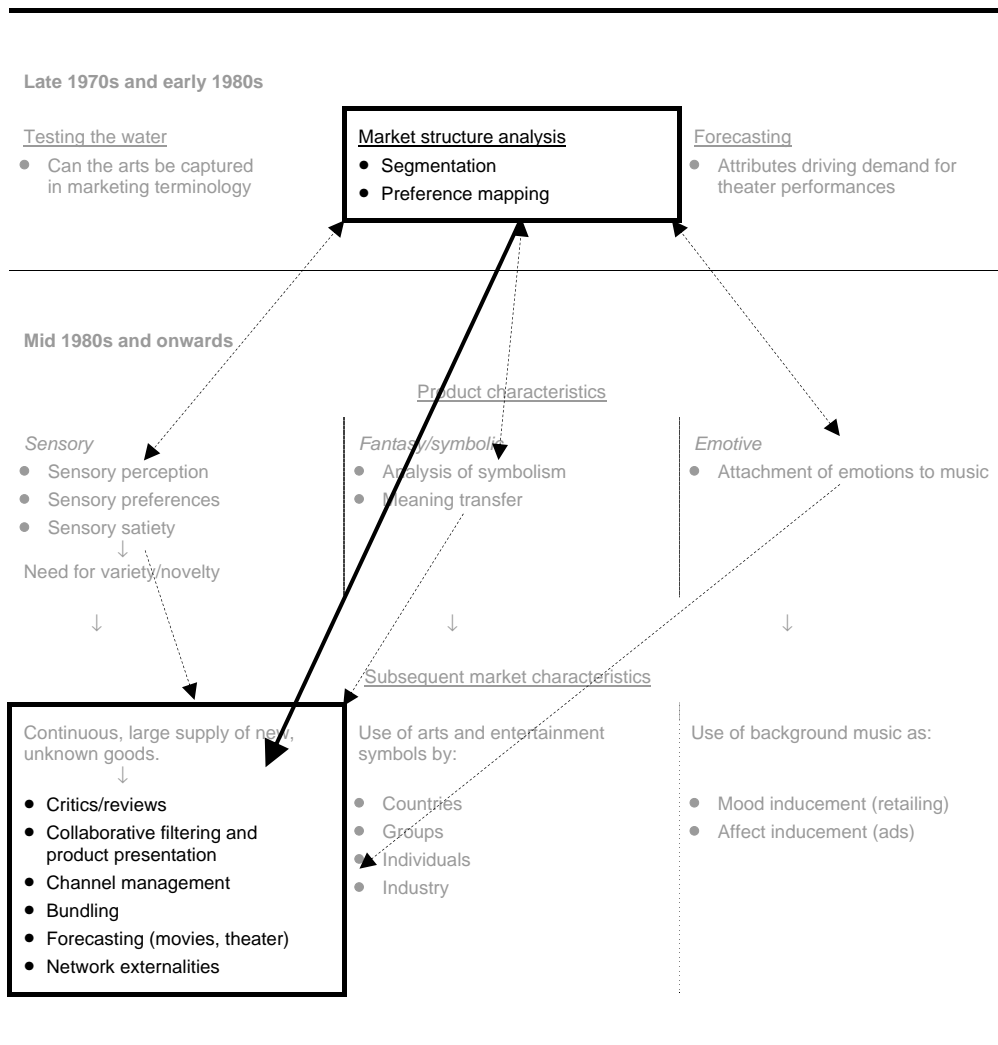 Late 1970s and early 1980s
Testing the water
● Can the arts be captured
in marketing terminology
Market structure analysis
● Segmentation
● Preference mapping
Forecasting
● Attributes driving demand for
theater performances
Mid 1980s and onwards
Product characteristics
Sensory
● Sensory perception
● Sensory preferences
● Sensory satiety
↓
Need for variety/novelty
↓
Fantasy/symbolic
● Analysis of symbolism
● Meaning transfer
↓
Emotive
● Attachment of emotions to music
↓
Subsequent market characteristics
Continuous, large supply of new,
unknown goods.
↓
● Critics/reviews
● Collaborative filtering and
product presentation
● Channel management
● Bundling
● Forecasting (movies, theater)
● Network externalities
Use of arts and entertainment
symbols by:
● Countries
● Groups
● Individuals
● Industry
Use of background music as:
● Mood inducement (retailing)
● Affect inducement (ads)